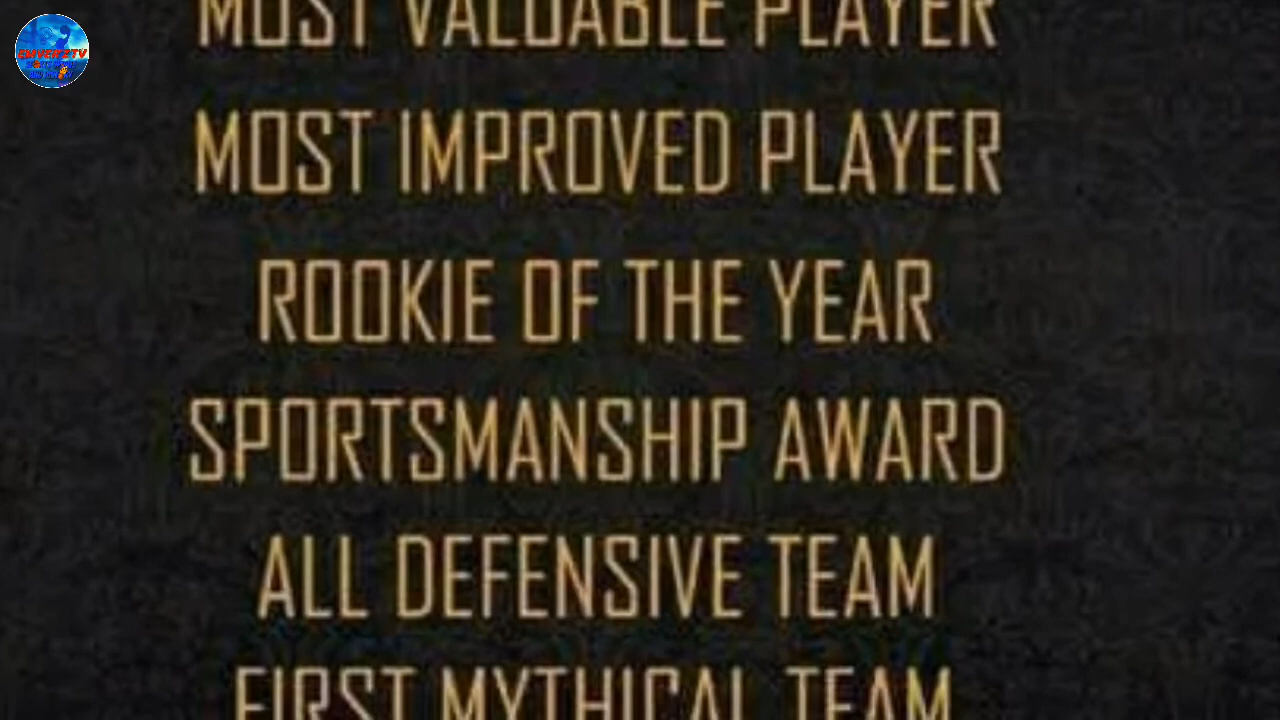 MOST VALUABLE PLAYER
MOST IMPROVED PLAYER
ROOKIE OF THE YEAR
SPORTSMANSHIP AWARD
ALL DEFENSIVE TEAM
FIRST MYTHICAL TEAM